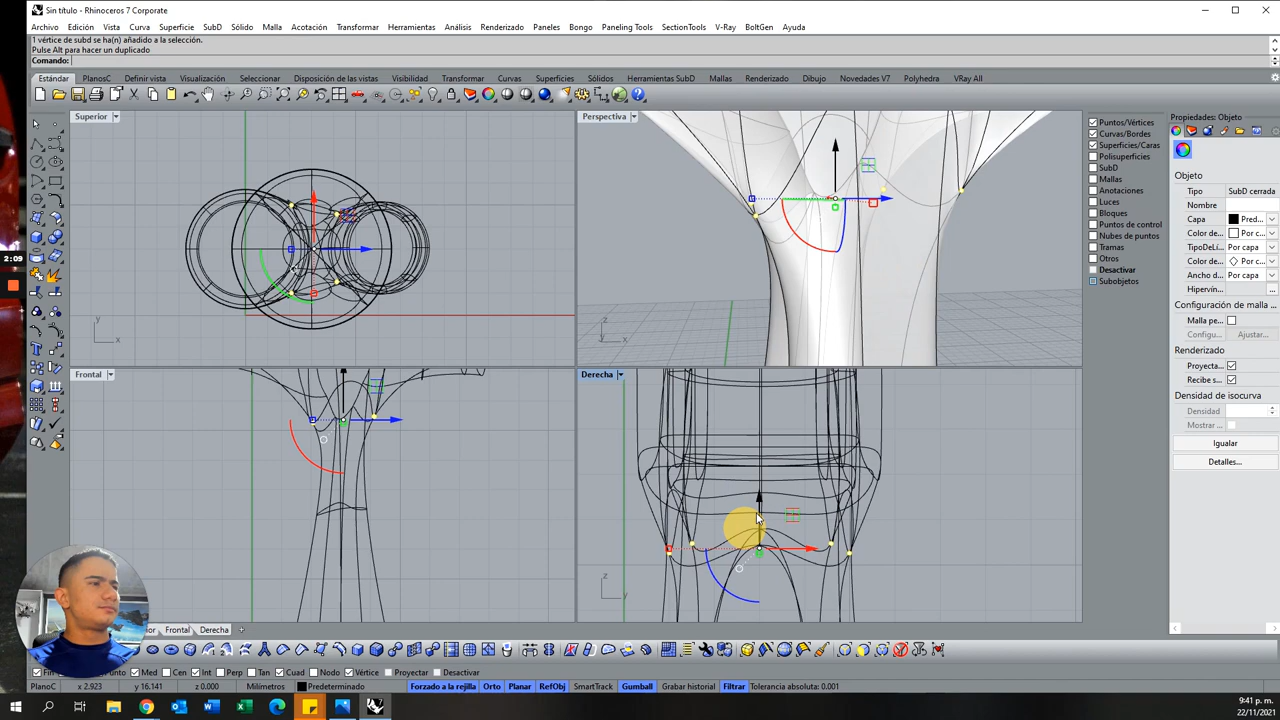 Sin título - Rhinoceros 7 Corporate
Archivo Edición Vista Curva Superficie SubD Sólido Malla Acotación Transformar Herramientas Análisis Renderizado Paneles Bongo Paneling Tools SectionTools V-Ray BoltGen Ayuda
1 vértice de subd se ha(n) añadido a la selección.
Pulse Alt para hacer un duplicado
Comando:
Estándar PlanosC Definir vista Visualización Seleccionar Disposición de las vistas Visibilidad Transformar Curvas Superficies Sólidos Herramientas SubD Mallas Renderizado Dibujo Novedades V7 Polyhedra VRay All
Superior
Perspectiva
Frontal
Derecha
y
x
z
x
z
y
2:09
Puntos/Vértices
Curvas/Bordes
Superficies/Caras
Polisuperficies
SubD
Mallas
Anotaciones
Luces
Bloques
Puntos de control
Nubes de puntos
Tramas
Otros
Desactivar
Subobjetos
Propiedades: Objeto
Objeto
Tipo SubD cerrada
Nombre
Capa Pred...
Color de... Por c...
TipoDeLí... Por capa
Color de... Por c...
Ancho de... Por capa
Hipervín... ...
Configuración de malla ...
Malla pe...
Configu... Ajustar...
Renderizado
Proyecta...
Recibe s...
Densidad de isocurva
Densidad
Mostrar ...
Igualar
Detalles...
Frontal Derecha
Fin Med Cen Int Perp Tan Cuad Nodo Vértice Proyectar Desactivar
PlanoC x 2.923 y 16.141 z 0.000 Milímetros Predeterminado Forzado a la rejilla Orto Planar RefObj SmartTrack Gumball Grabar historial Filtrar Tolerancia absoluta: 0.001
9:41 p. m.
22/11/2021